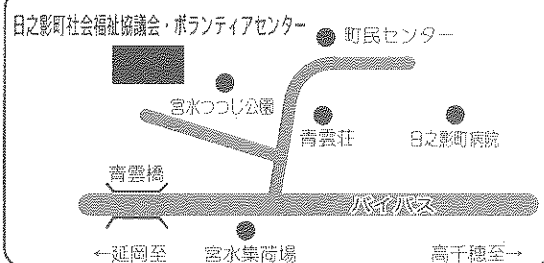 日之影町社会福祉協議会・ボランティアセンター
町民センター
宮水つつじ公園
青雲荘
日之影町病院
青雲橋
バイパス
←延岡至
宮水集荷場
高千穂至→